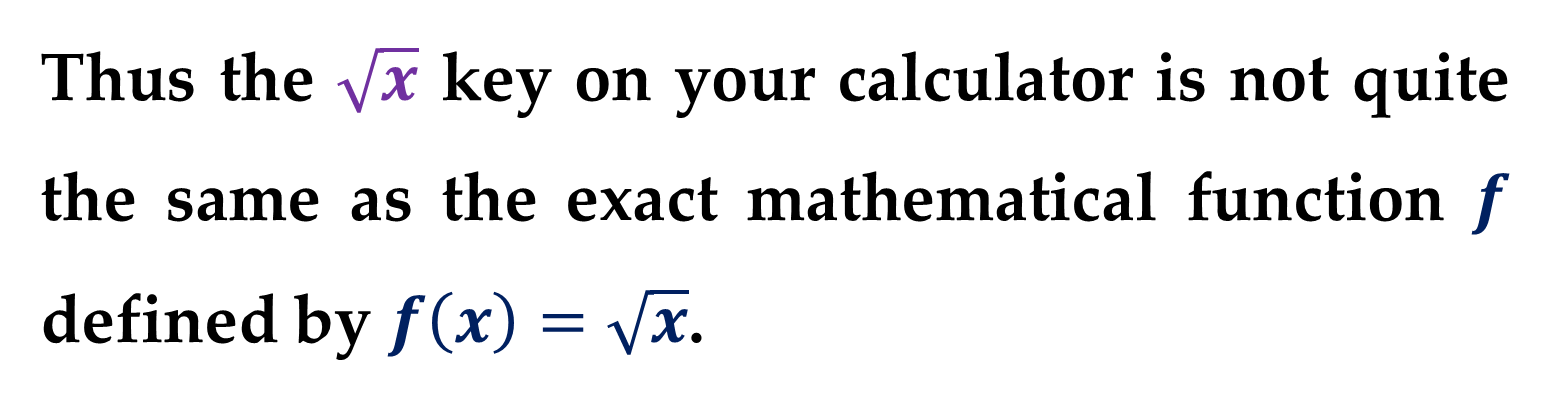 Thus the √x key on your calculator is not quite
the same as the exact mathematical function f
defined by f(x) = √x.